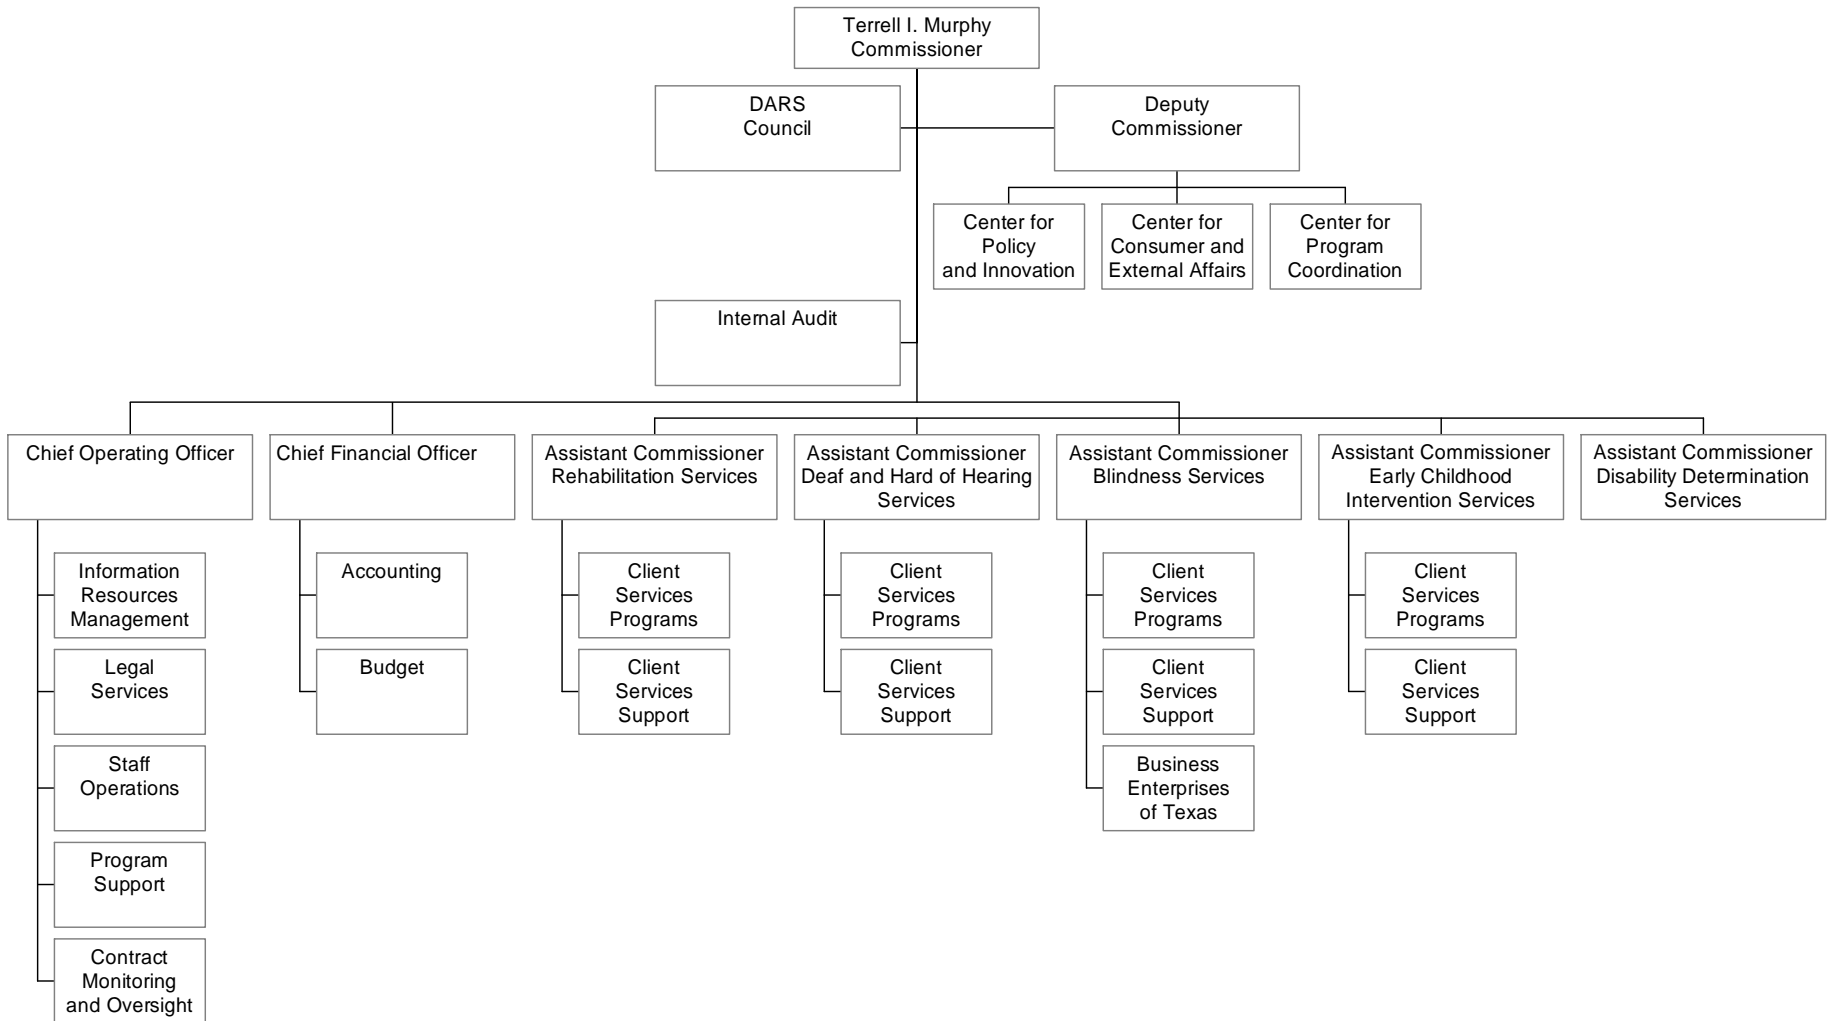 Terrell I. Murphy
Commissioner
DARS
Council
Deputy
Commissioner
Center for
Policy
and Innovation
Center for
Consumer and
External Affairs
Center for
Program
Coordination
Internal Audit
Chief Operating Officer
Chief Financial Officer
Assistant Commissioner
Rehabilitation Services
Assistant Commissioner
Deaf and Hard of Hearing
Services
Assistant Commissioner
Blindness Services
Assistant Commissioner
Early Childhood
Intervention Services
Assistant Commissioner
Disability Determination
Services
Information
Resources
Management
Legal
Services
Staff
Operations
Program
Support
Contract
Monitoring
and Oversight
Accounting
Budget
Client
Services
Programs
Client
Services
Support
Client
Services
Programs
Client
Services
Support
Client
Services
Programs
Client
Services
Support
Business
Enterprises
of Texas
Client
Services
Programs
Client
Services
Support